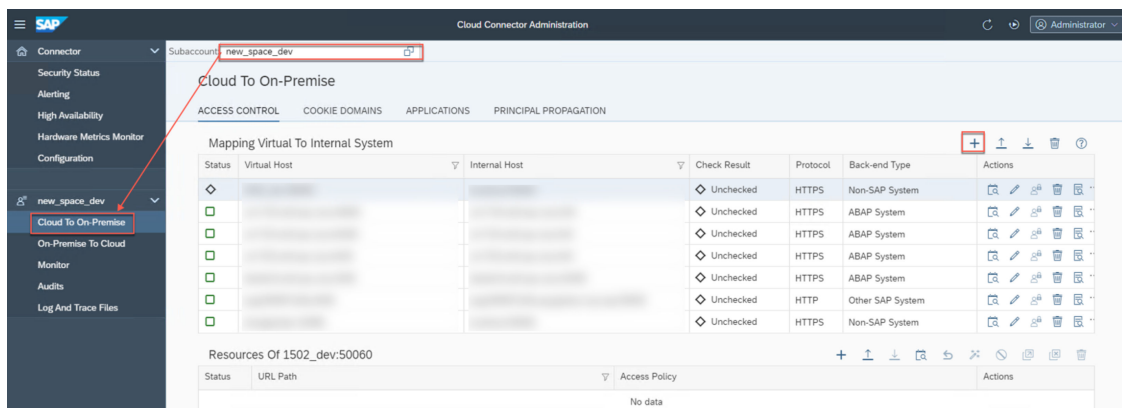 SAP
Cloud Connector Administration
Administrator
Connector
Security Status
Alerting
High Availability
Hardware Metrics Monitor
Configuration
new_space_dev
Cloud To On-Premise
On-Premise To Cloud
Monitor
Audits
Log And Trace Files
Subaccount: new_space_dev
Cloud To On-Premise
ACCESS CONTROL COOKIE DOMAINS APPLICATIONS PRINCIPAL PROPAGATION
Mapping Virtual To Internal System
Status Virtual Host Internal Host Check Result Protocol Back-end Type Actions
Unchecked HTTPS Non-SAP System
Unchecked HTTPS ABAP System
Unchecked HTTPS ABAP System
Unchecked HTTPS ABAP System
Unchecked HTTPS ABAP System
Unchecked HTTP Other SAP System
Unchecked HTTPS Non-SAP System
Resources Of 1502_dev:50060
Status URL Path Access Policy Actions
No data